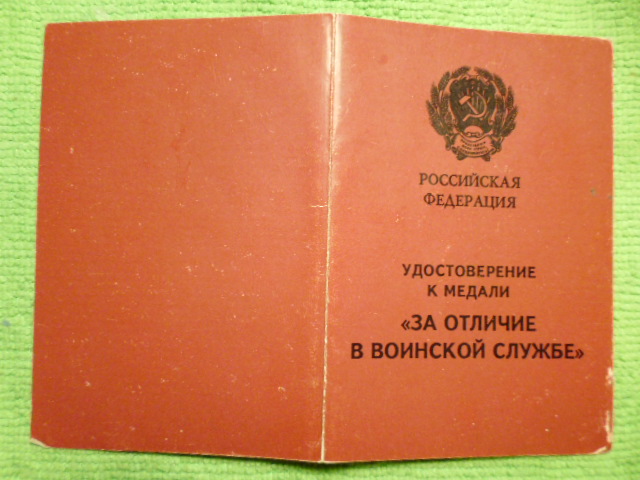 РОССИЙСКАЯ
ФЕДЕРАЦИЯ
УДОСТОВЕРЕНИЕ
К МЕДАЛИ
«ЗА ОТЛИЧИЕ
В ВОИНСКОЙ СЛУЖБЕ»